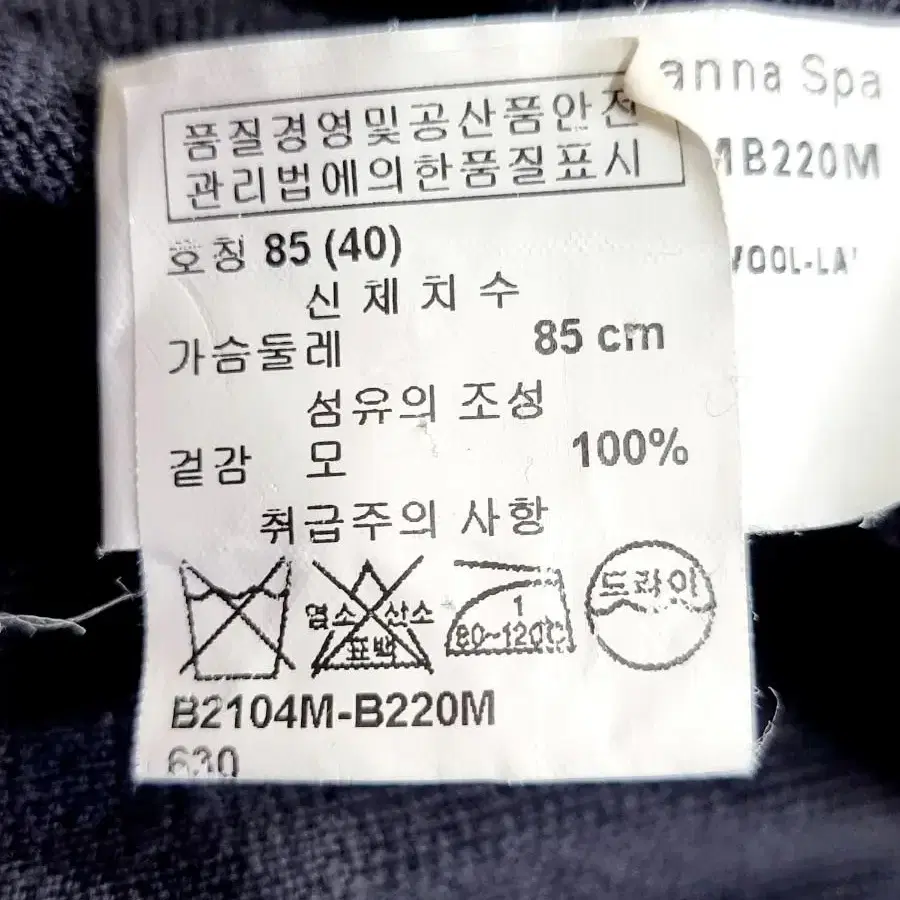 품질경영및공산품안전
관리법에의한품질표시
호칭 85 (40)
신체치수
가슴둘레 85 cm
섬유의 조성
겉감 모 100%
취급주의 사항
염소 산소
표백
1
80~120℃
드라이
B2104M-B220M
630
anna Spa
B220M
OOL-LA